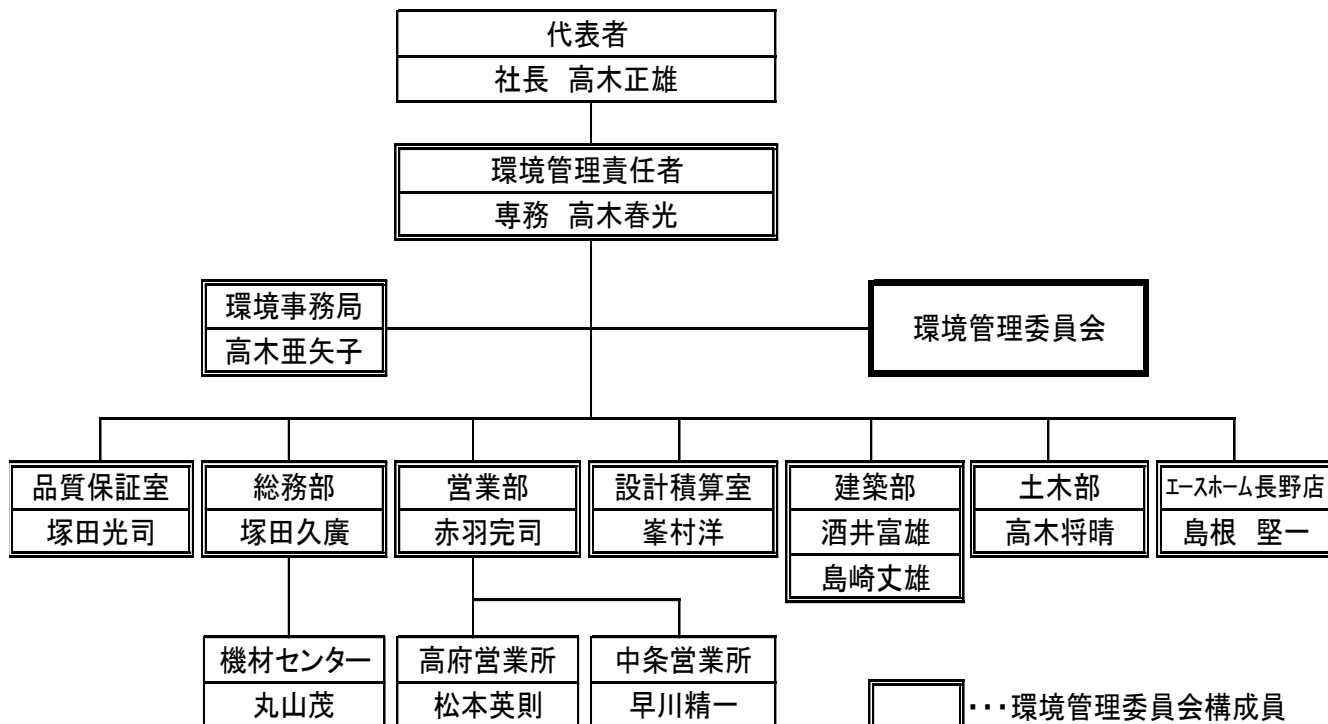 代表者
社長 高木正雄
環境管理責任者
専務 高木春光
環境事務局
高木亜矢子
環境管理委員会
品質保証室
塚田光司
総務部
塚田久廣
営業部
赤羽完司
設計積算室
峯村洋
建築部
酒井富雄
島崎丈雄
土木部
高木将晴
エースホーム長野店
島根 堅一
機材センター
丸山茂
高府営業所
松本英則
中条営業所
早川精一
・・・環境管理委員会構成員